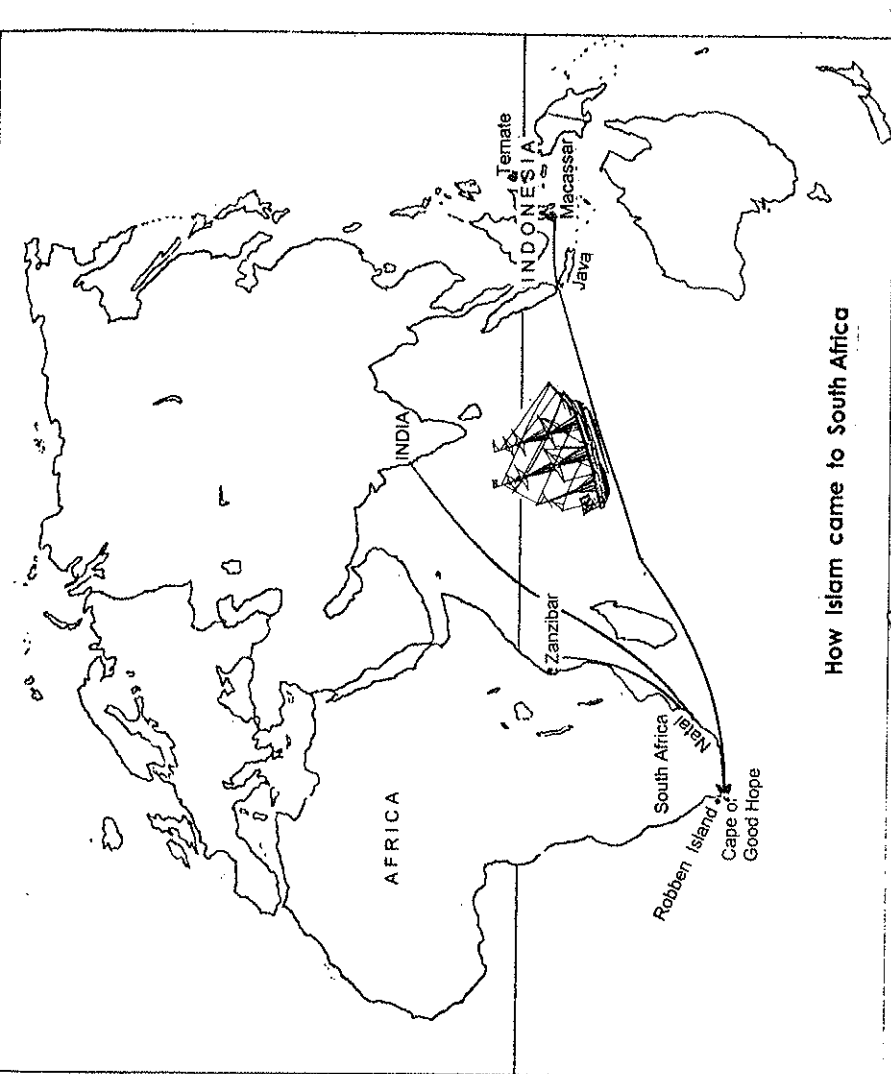 AFRICA
INDIA
Ternate
INDONESIA
Macassar
Java
Zanzibar
South Africa
Natal
Robben Island
Cape of
Good Hope
How Islam came to South Africa